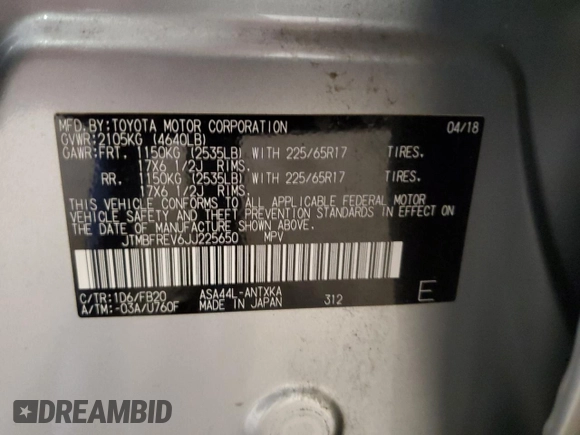 MFD.BY:TOYOTA MOTOR CORPORATION 04/18
GVWR:2105KG (4640LB)
GAWR:FRT. 1150KG (2535LB) WITH 225/65R17 TIRES.
17X6 1/2J RIMS.
RR. 1150KG (2535LB) WITH 225/65R17 TIRES.
17X6 1/2J RIMS.
THIS VEHICLE CONFORMS TO ALL APPLICABLE FEDERAL MOTOR
VEHICLE SAFETY AND THEFT PREVENTION STANDARDS IN EFFECT ON
THE DATE OF MANUFACTURE SHOWN ABOVE.
JTMBFREV6JJ225650 MPV
C/TR:1D6/FB20 ASA44L-ANTXKA 312 E
A/TM:-03A/U760F MADE IN JAPAN
DREAMBID